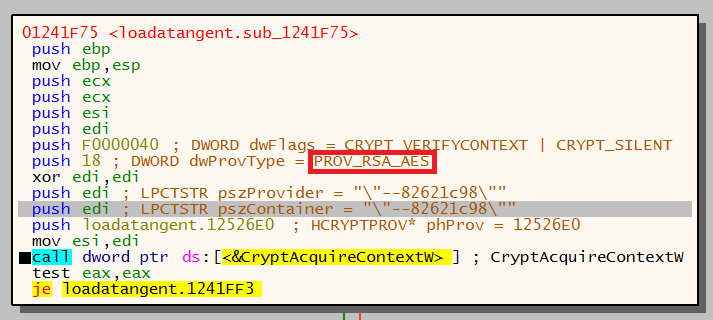 01241F75 <loadatangent.sub_1241F75>
push ebp
mov ebp,esp
push ecx
push ecx
push esi
push edi
push F0000040 ; DWORD dwFlags = CRYPT_VERIFYCONTEXT | CRYPT_SILENT
push 18 ; DWORD dwProvType = PROV_RSA_AES
xor edi,edi
push edi ; LPCTSTR pszProvider = "\"--82621c98\""
push edi ; LPCTSTR pszContainer = "\"--82621c98\""
push loadatangent.12526E0 ; HCRYPTPROV* phProv = 12526E0
mov esi,edi
call dword ptr ds:[<&CryptAcquireContextW> ] ; CryptAcquireContextW
test eax,eax
je loadatangent.1241FF3